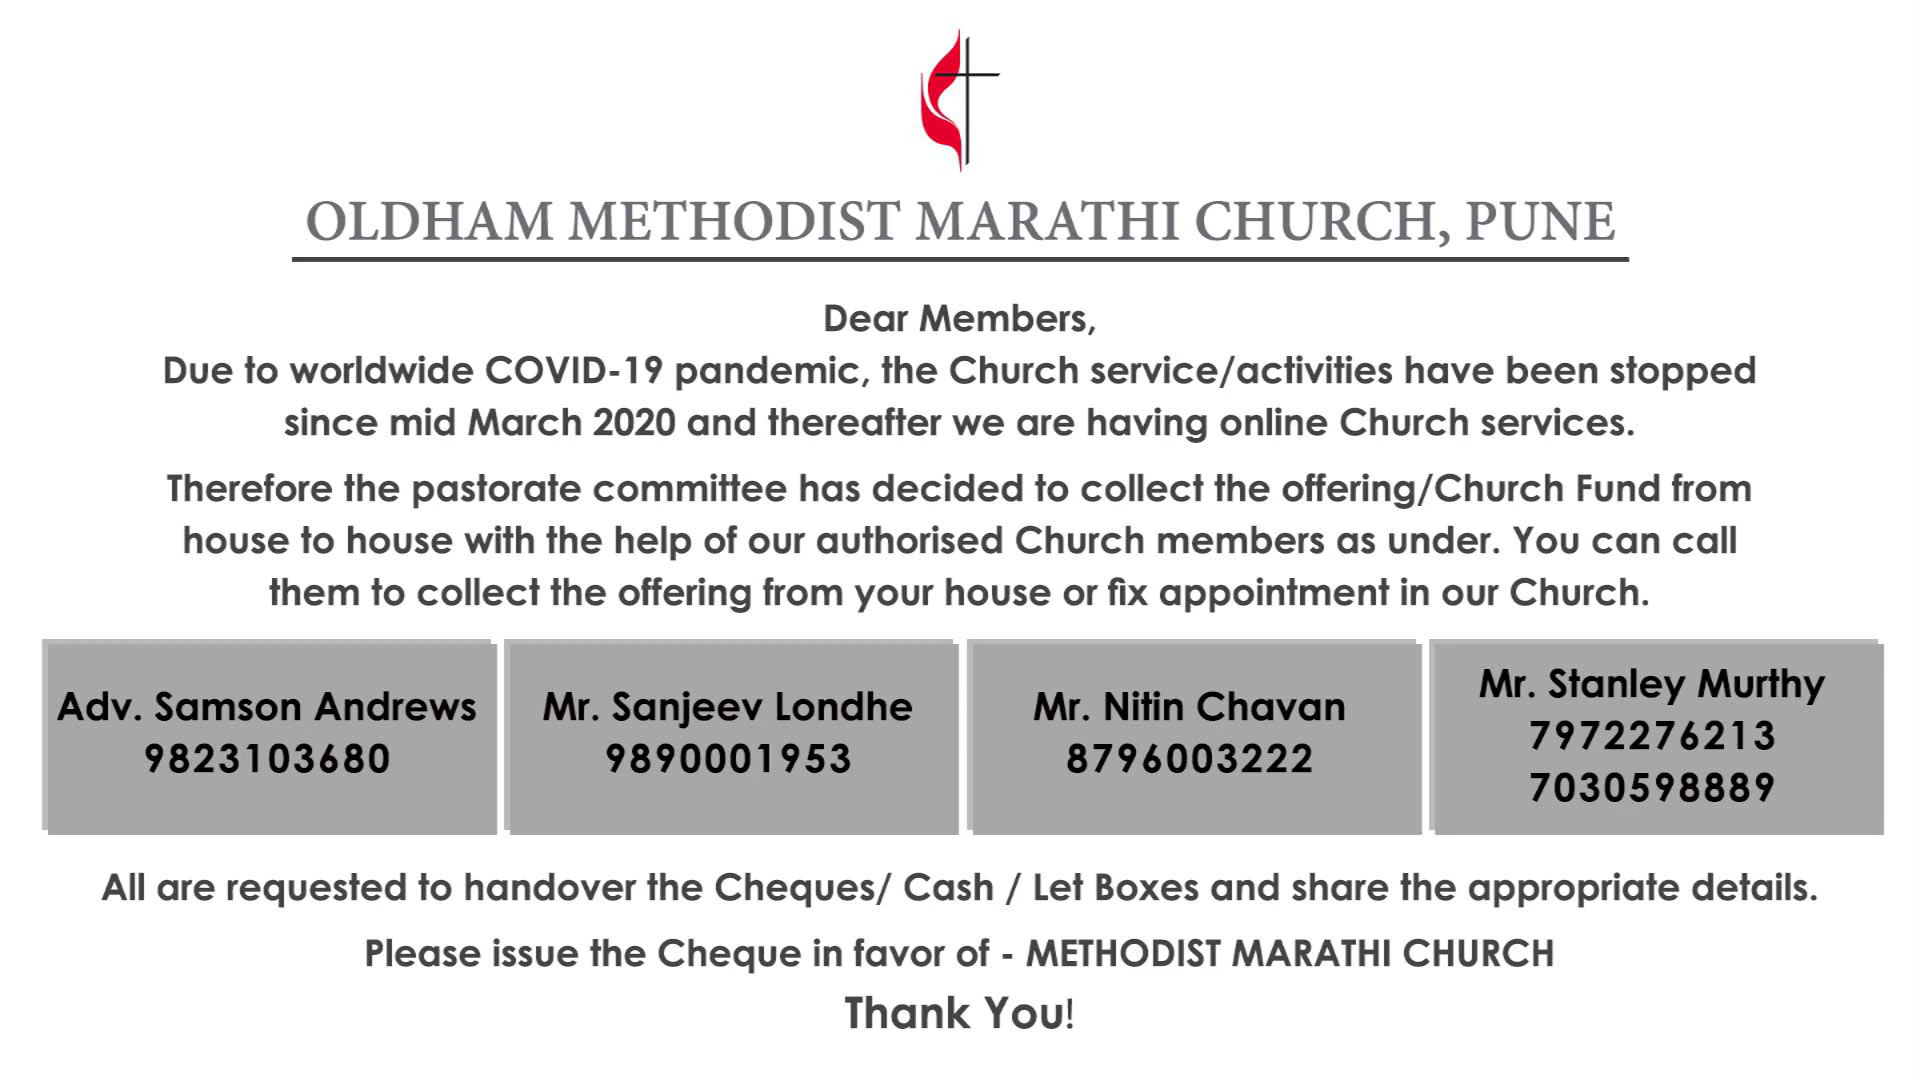 OLDHAM METHODIST MARATHI CHURCH, PUNE
Dear Members,
Due to worldwide COVID-19 pandemic, the Church service/activities have been stopped
since mid March 2020 and thereafter we are having online Church services.
Therefore the pastorate committee has decided to collect the offering/Church Fund from
house to house with the help of our authorised Church members as under. You can call
them to collect the offering from your house or fix appointment in our Church.
Adv. Samson Andrews
9823103680
Mr. Sanjeev Londhe
9890001953
Mr. Nitin Chavan
8796003222
Mr. Stanley Murthy
7972276213
7030598889
All are requested to handover the Cheques/ Cash / Let Boxes and share the appropriate details.
Please issue the Cheque in favor of - METHODIST MARATHI CHURCH
Thank You!